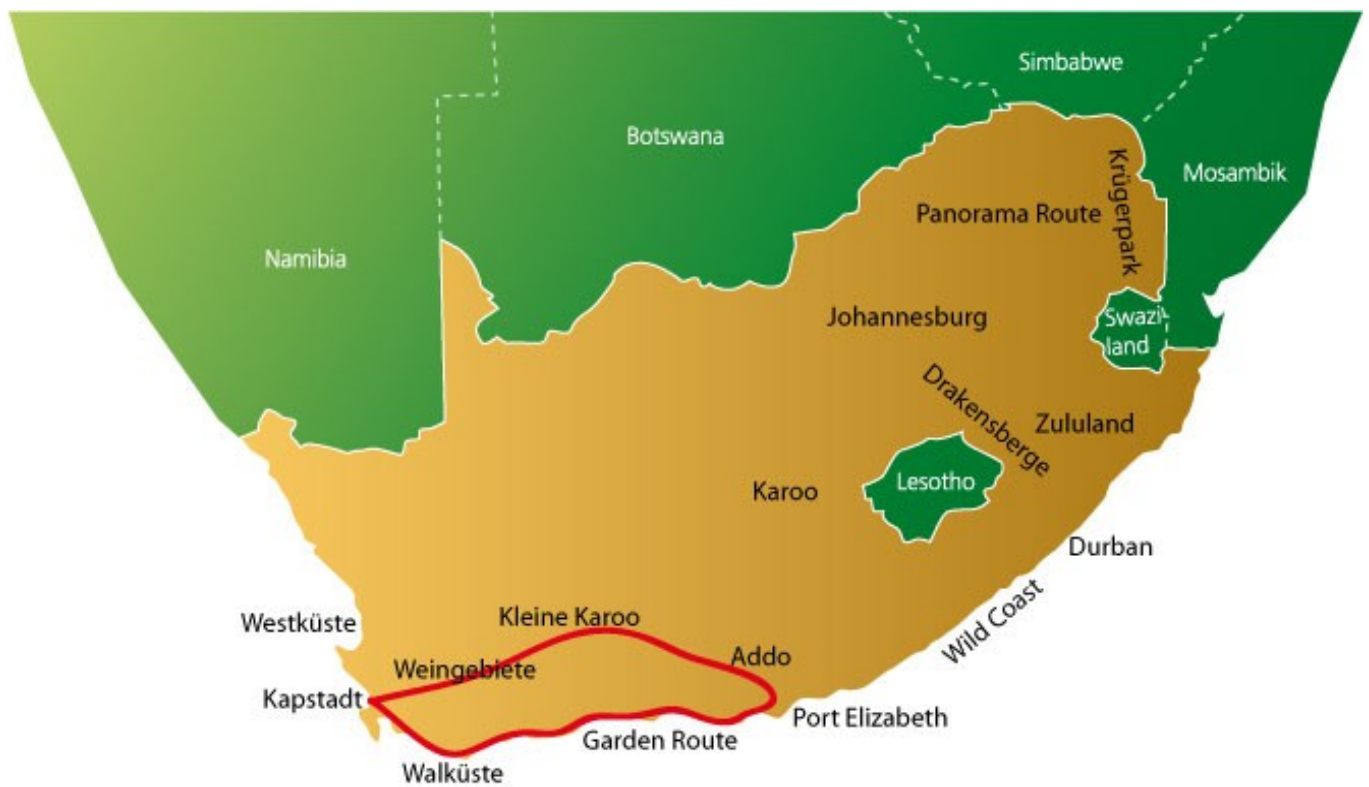 Simbabwe
Botswana
Mosambik
Krügerpark
Panorama Route
Namibia
Johannesburg
Swazi-
land
Drakensberge
Zululand
Lesotho
Karoo
Durban
Wild Coast
Westküste
Kleine Karoo
Addo
Weingebiete
Kapstadt
Port Elizabeth
Garden Route
Walküste